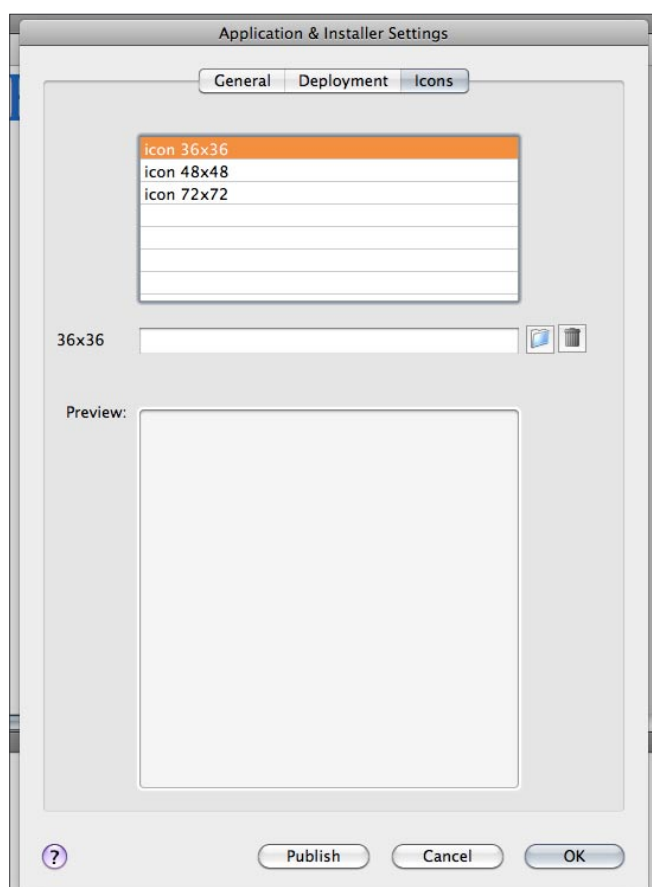 Application & Installer Settings
General Deployment Icons
icon 36x36
icon 48x48
icon 72x72
36x36
Preview:
? Publish Cancel OK